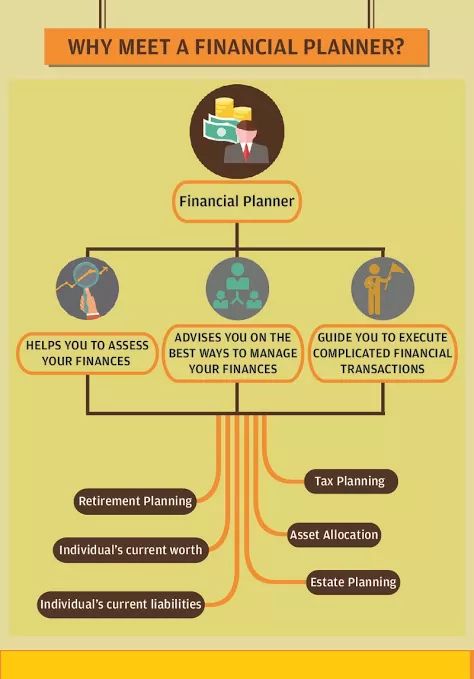 WHY MEET A FINANCIAL PLANNER?
Financial Planner
HELPS YOU TO ASSESS
YOUR FINANCES
ADVISES YOU ON THE
BEST WAYS TO MANAGE
YOUR FINANCES
GUIDE YOU TO EXECUTE
COMPLICATED FINANCIAL
TRANSACTIONS
Retirement Planning
Individual's current worth
Individual's current liabilities
Tax Planning
Asset Allocation
Estate Planning